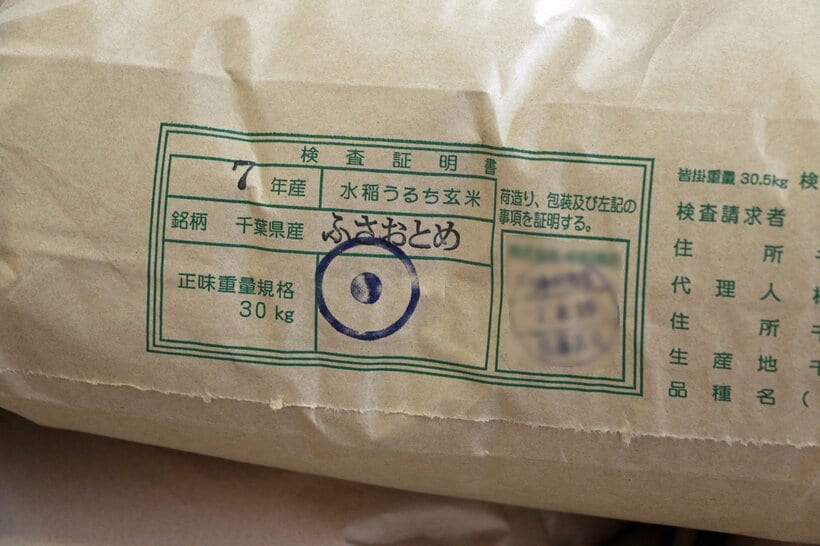 検査証明書
7年産 水稲うるち玄米
銘柄 千葉県産 ふさおとめ
正味重量規格
30kg
荷造り、包装及び左記の
事項を証明する。
皆掛重量 30.5kg 検
検査請求者
住所
代理人
住所
生産地
品種名(